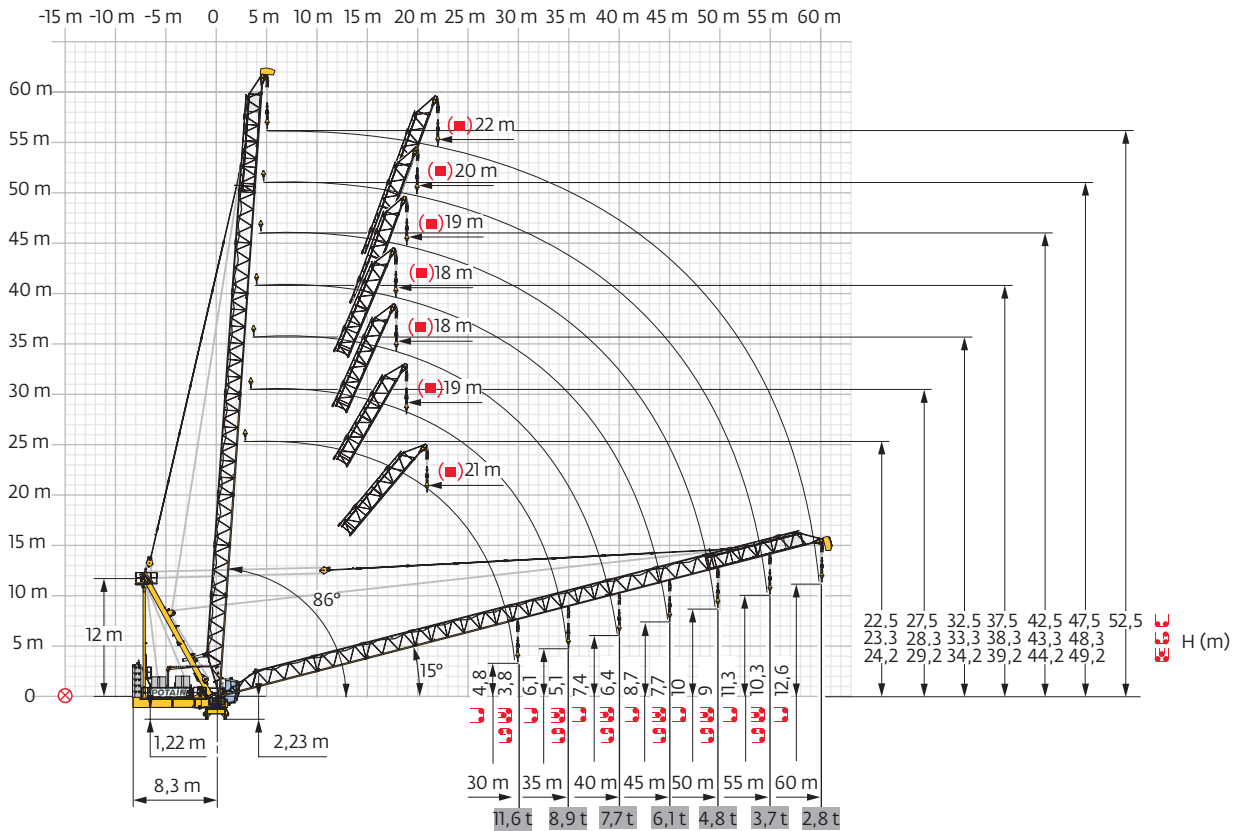 -15 m -10 m -5 m 0 5 m 10 m 15 m 20 m 25 m 30 m 35 m 40 m 45 m 50 m 55 m 60 m
60 m
55 m
50 m
45 m
40 m
35 m
30 m
25 m
20 m
15 m
10 m
5 m
0
( )22 m
( )20 m
( )19 m
( )18 m
( )18 m
( )19 m
( )21 m
86°
15°
12 m
POTAIN
1,22 m
2,23 m
8,3 m
22,5 27,5 32,5 37,5 42,5 47,5 52,5
23,3 28,3 33,3 38,3 43,3 48,3
24,2 29,2 34,2 39,2 44,2 49,2
H (m)
4,8 3,8 6,1 5,1 7,4 6,4 8,7 7,7 10 9 11,3 10,3 12,6
30 m 35 m 40 m 45 m 50 m 55 m 60 m
11,6 t 8,9 t 7,7 t 6,1 t 4,8 t 3,7 t 2,8 t